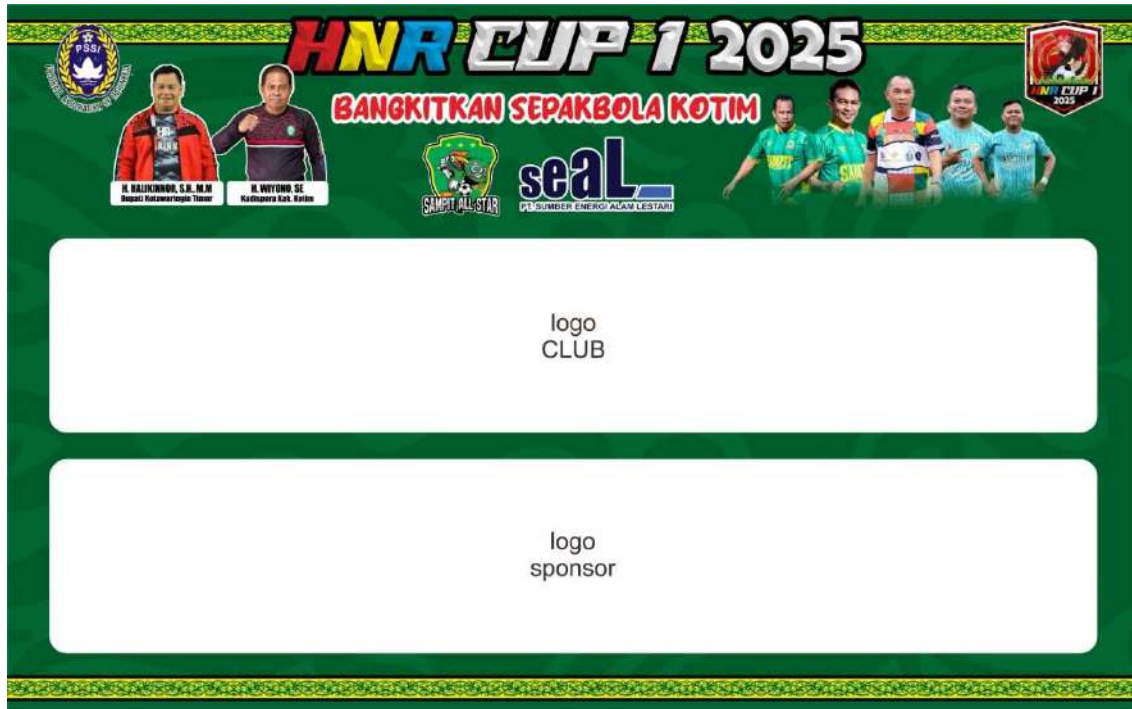 HNR CUP 1 2025
BANGKITKAN SEPAKBOLA KOTIM
PSSI
H. HALIKINNOR, S.H., M.M
Bupati Kotawaringin Timur
H. WIYONO, SE
Kadispora Kab. Kotim
SAMPIT ALL STAR
seaL
PT. SUMBER ENERGI ALAM LESTARI
HNR CUP 1
2025
logo
CLUB
logo
sponsor